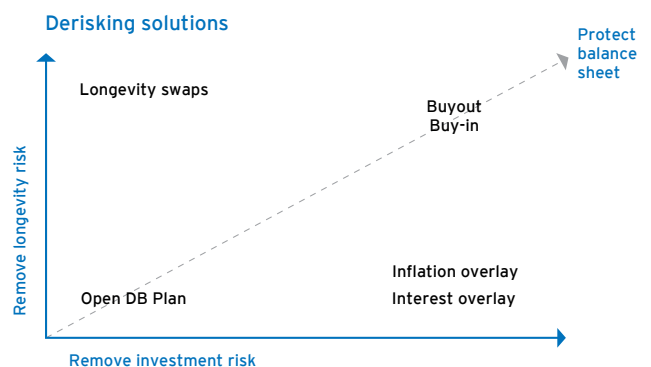 Derisking solutions
Protect
balance
sheet
Longevity swaps
Buyout
Buy-in
Remove longevity risk
Inflation overlay
Open DB Plan
Interest overlay
Remove investment risk